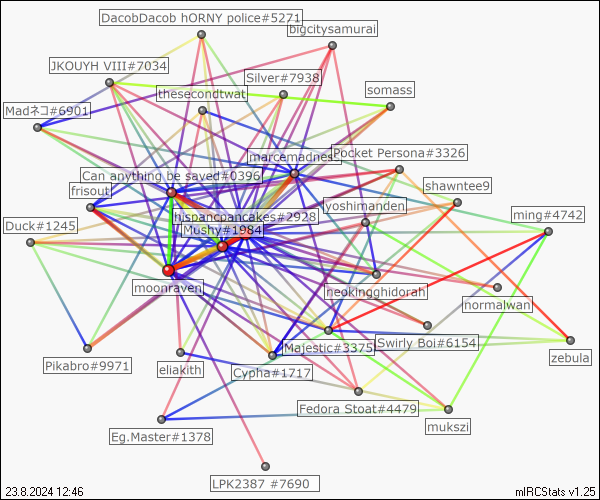 DacobDacob hORNY police#5271
bigcitysamurai
JKOUYH VIII#7034
Silver#7938
somass
thesecondtwat
Madネコ#6901
marcemadness
Pocket Persona#3326
Can anything be saved#0396
frisout
shawntee9
yoshimanden
hispancpancakes#2928
ming#4742
Duck#1245
Mushy#1984
moonraven
neokingghidorah
normalwan
Majestic#3375
Swirly Boi#6154
zebula
Pikabro#9971
eliakith
Cypha#1717
Fedora Stoat#4479
mukszi
Eg.Master#1378
LPK2387 #7690
23.8.2024 12:46
mIRCStats v1.25